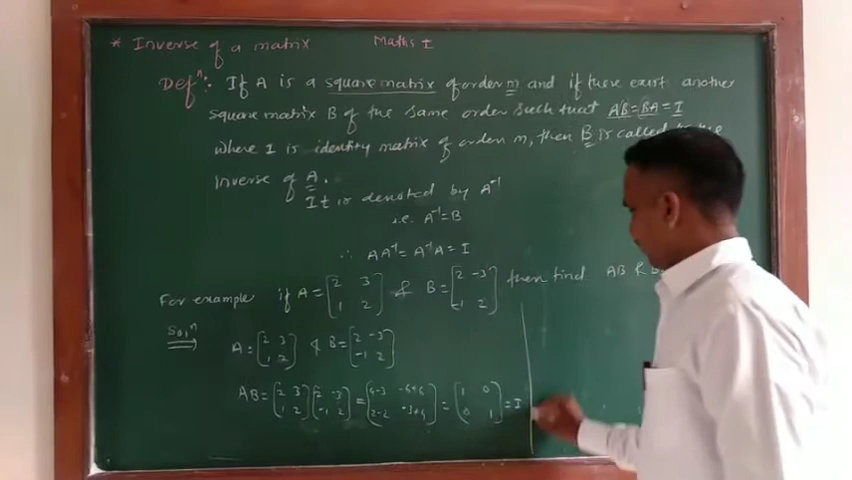 * Inverse of a matrix Maths I
Defⁿ: If A is a square matrix of order m and if there exist another
square matrix B of the same order such that AB = BA = I
where I is identity matrix of order m, then B is called
Inverse of A.
It is denoted by A⁻¹
i.e. A⁻¹ = B
∴ AA⁻¹ = A⁻¹A = I
For example if A = [2 3; 1 2] & B = [2 -3; -1 2] then find AB &
Solⁿ ⇒ A = [2 3; 1 2] & B = [2 -3; -1 2]
AB = [2 3; 1 2] [2 -3; -1 2] = [4-3 -6+6; 2-2 -3+4] = [1 0; 0 1] = I